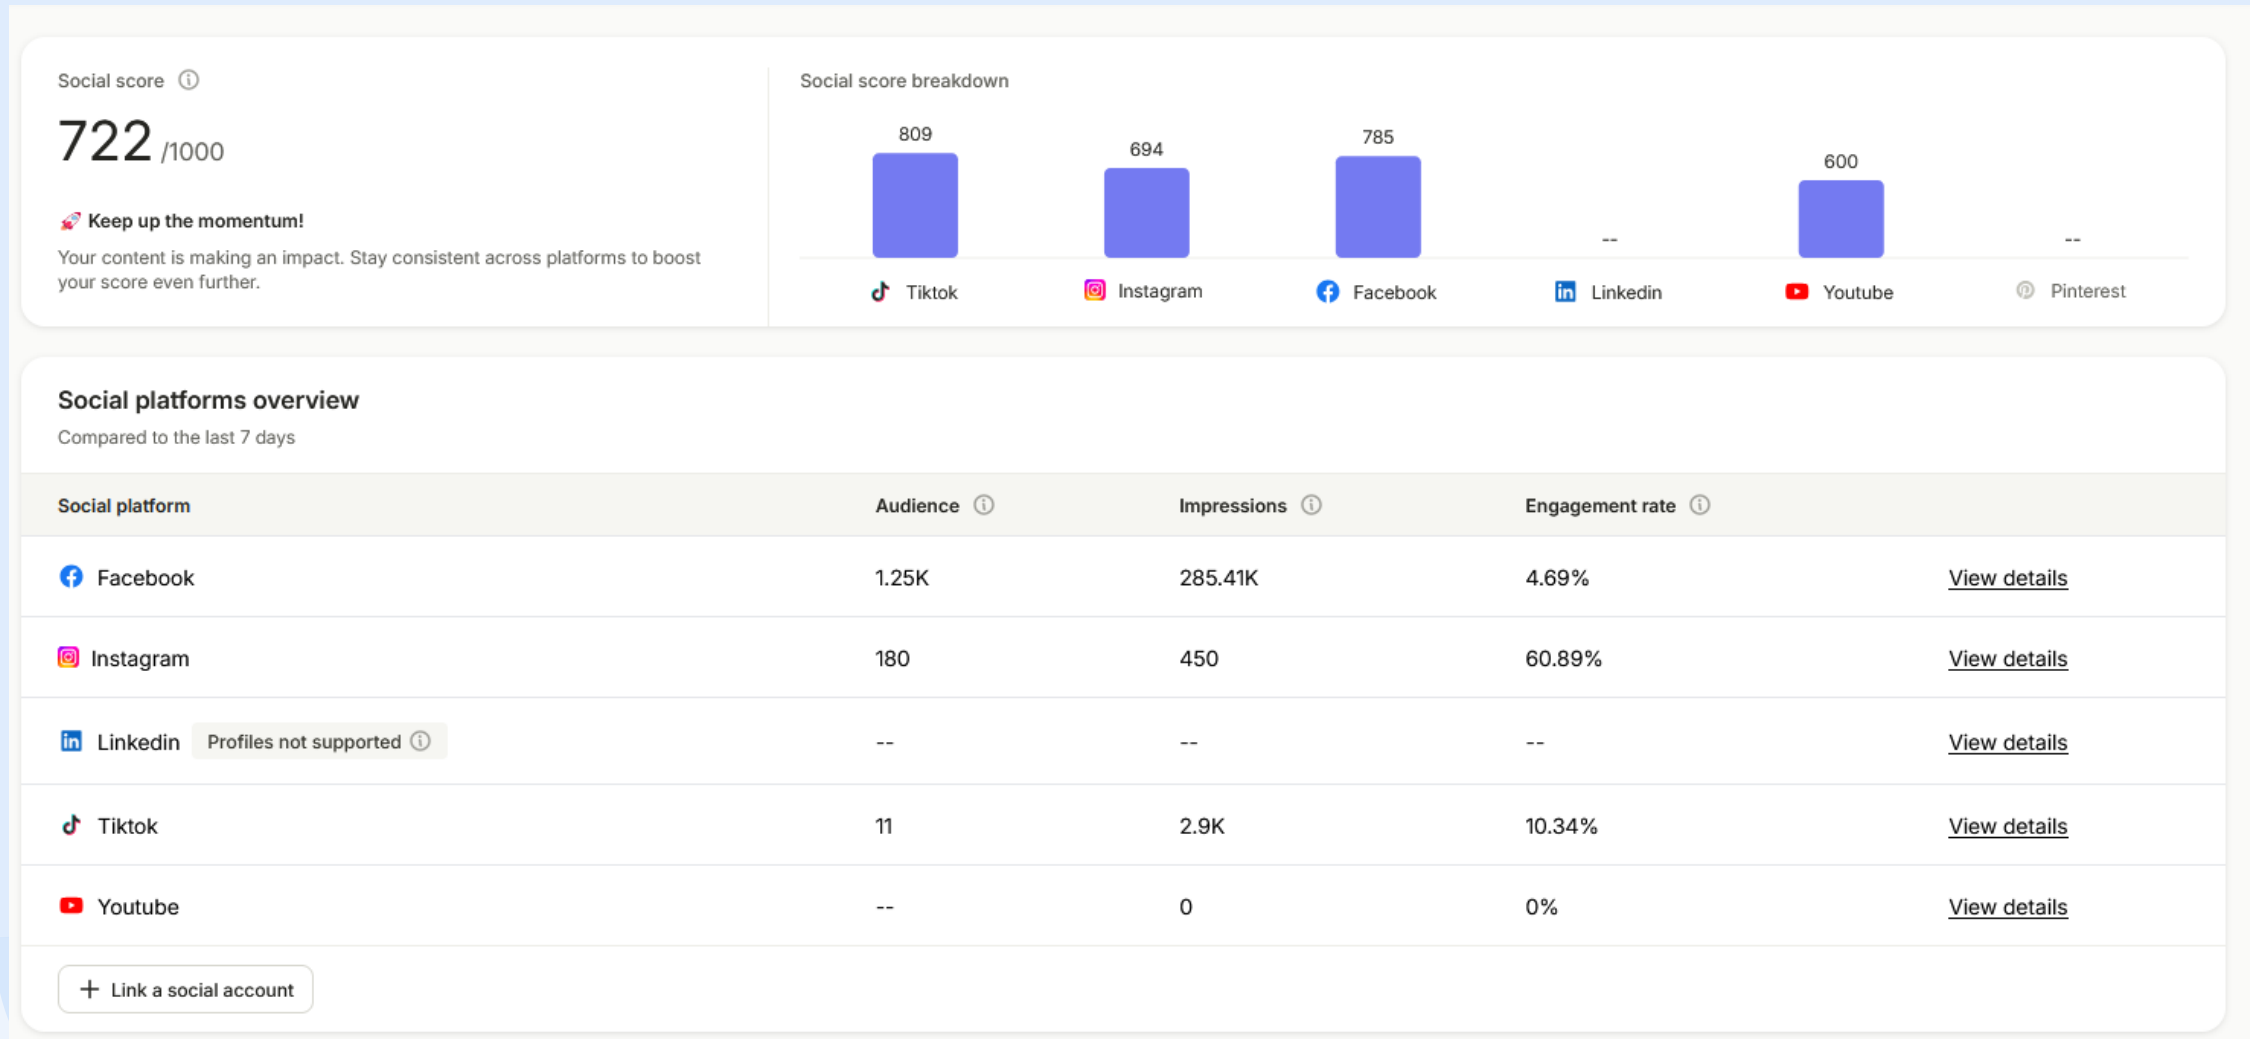 Social score
722 /1000
🚀 Keep up the momentum!
Your content is making an impact. Stay consistent across platforms to boost
your score even further.
Social score breakdown
809
694
785
--
600
--
Tiktok
Instagram
Facebook
Linkedin
Youtube
Pinterest
Social platforms overview
Compared to the last 7 days
Social platform Audience Impressions Engagement rate
Facebook 1.25K 285.41K 4.69% View details
Instagram 180 450 60.89% View details
Linkedin Profiles not supported -- -- -- View details
Tiktok 11 2.9K 10.34% View details
Youtube -- 0 0% View details
+ Link a social account